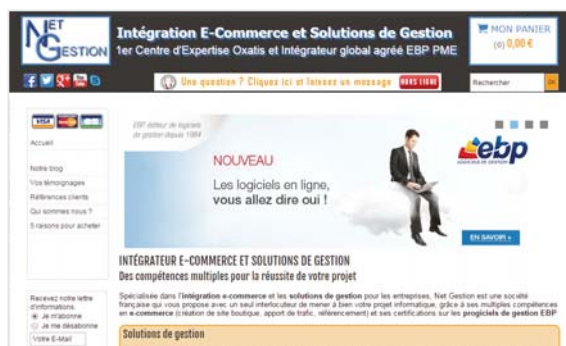 NET GESTION
Intégration E-Commerce et Solutions de Gestion
1er Centre d'Expertise Oxatis et Intégrateur global agréé EBP PME
MON PANIER
(0) 0,00 €
Une question ? Cliquez ici et laissez un message HORS LIGNE
Rechercher OK
VISA
Accueil
Notre blog
Vos témoignages
Références clients
Qui sommes nous ?
5 raisons pour acheter
EBP éditeur de logiciels
de gestion depuis 1984
NOUVEAU
Les logiciels en ligne,
vous allez dire oui !
ebp
LOGICIELS DE GESTION
EN SAVOIR +
INTÉGRATEUR E-COMMERCE ET SOLUTIONS DE GESTION
Des compétences multiples pour la réussite de votre projet
Spécialisée dans l'intégration e-commerce et les solutions de gestion pour les entreprises, Net Gestion est une société
française qui vous propose avec un seul interlocuteur de mener à bien votre projet informatique, grâce à ses multiples compétences
en e-commerce (création de site boutique, apport de trafic, référencement) et ses certifications sur les progiciels de gestion EBP
Recevez notre lettre
d'informations.
Je m'abonne
Je me désabonne
Votre E-Mail
Solutions de gestion